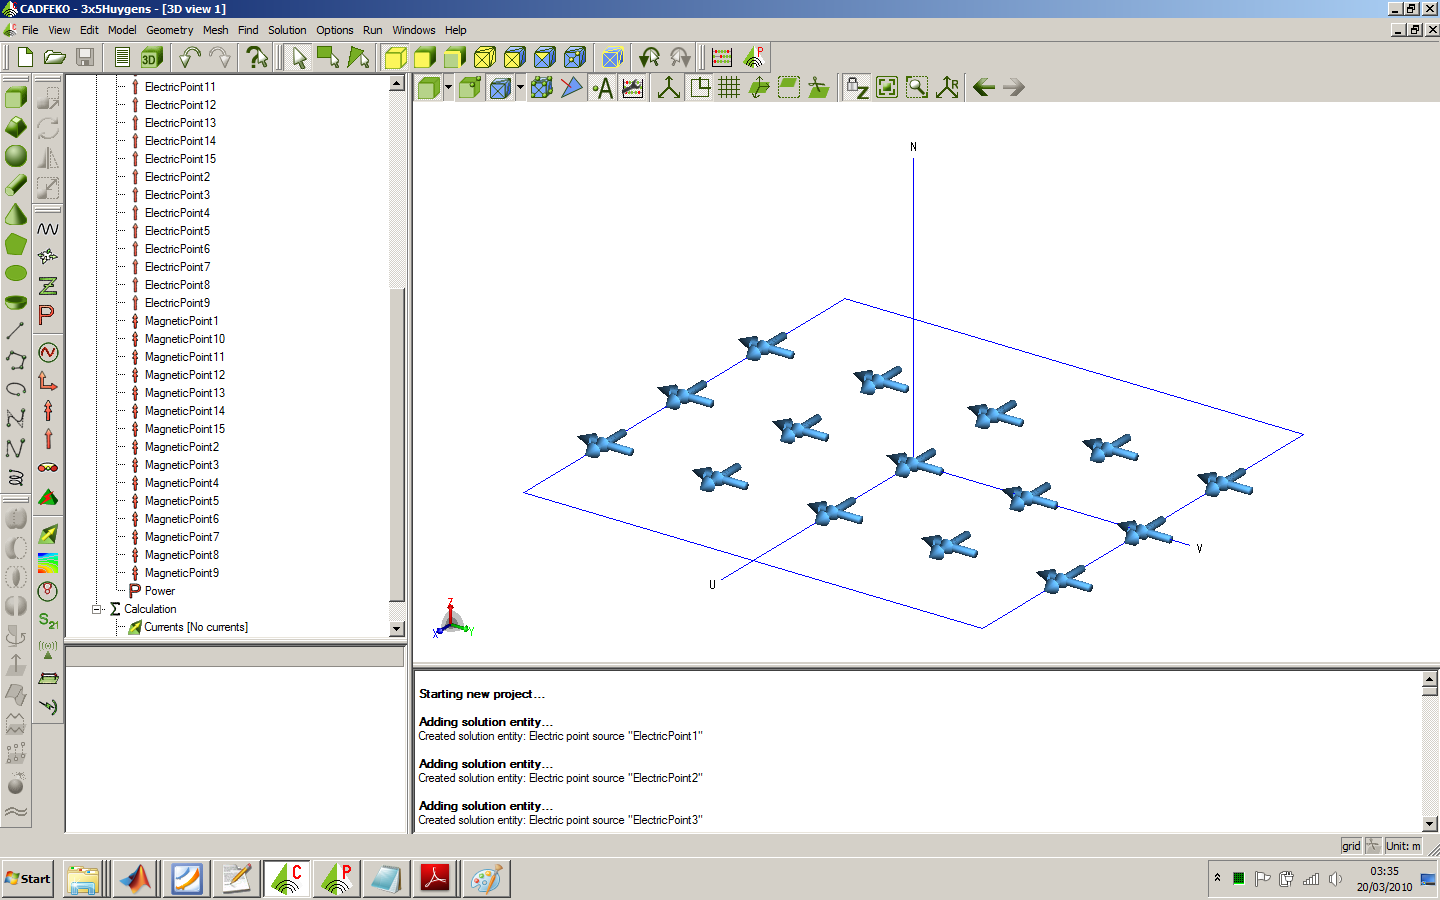 CADFEKO - 3x5Huygens - [3D view 1]
File View Edit Model Geometry Mesh Find Solution Options Run Windows Help
3D
P
A
Z
R
ElectricPoint11
ElectricPoint12
ElectricPoint13
ElectricPoint14
ElectricPoint15
ElectricPoint2
ElectricPoint3
ElectricPoint4
ElectricPoint5
ElectricPoint6
ElectricPoint7
ElectricPoint8
ElectricPoint9
MagneticPoint1
MagneticPoint10
MagneticPoint11
MagneticPoint12
MagneticPoint13
MagneticPoint14
MagneticPoint15
MagneticPoint2
MagneticPoint3
MagneticPoint4
MagneticPoint5
MagneticPoint6
MagneticPoint7
MagneticPoint8
MagneticPoint9
P Power
Σ Calculation
Currents [No currents]
Z
P
S21
N
U
V
Z
X
Y
Starting new project...
Adding solution entity...
Created solution entity: Electric point source "ElectricPoint1"
Adding solution entity...
Created solution entity: Electric point source "ElectricPoint2"
Adding solution entity...
Created solution entity: Electric point source "ElectricPoint3"
grid Unit: m
Start
C
P
03:35
20/03/2010